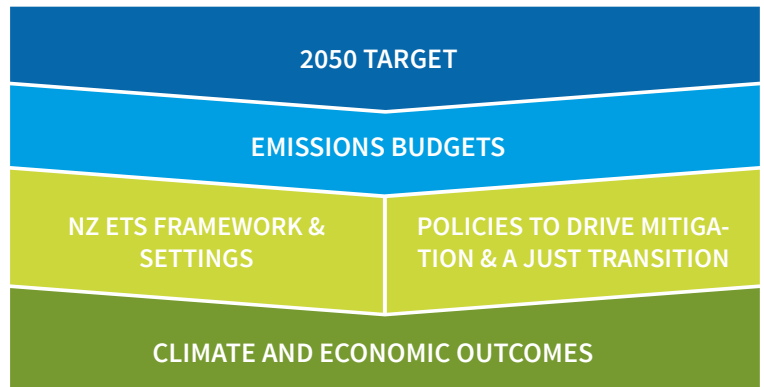 2050 TARGET
EMISSIONS BUDGETS
NZ ETS FRAMEWORK &
SETTINGS
POLICIES TO DRIVE MITIGA-
TION & A JUST TRANSITION
CLIMATE AND ECONOMIC OUTCOMES